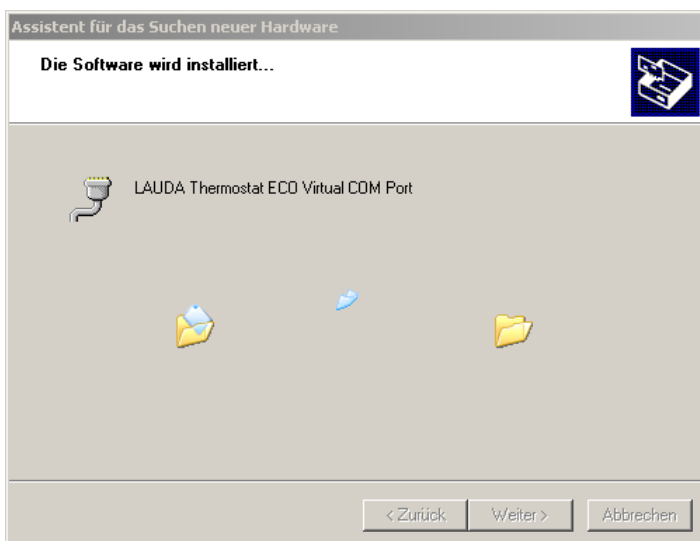 Assistent für das Suchen neuer Hardware
Die Software wird installiert...
LAUDA Thermostat ECO Virtual COM Port
< Zurück
Weiter >
Abbrechen